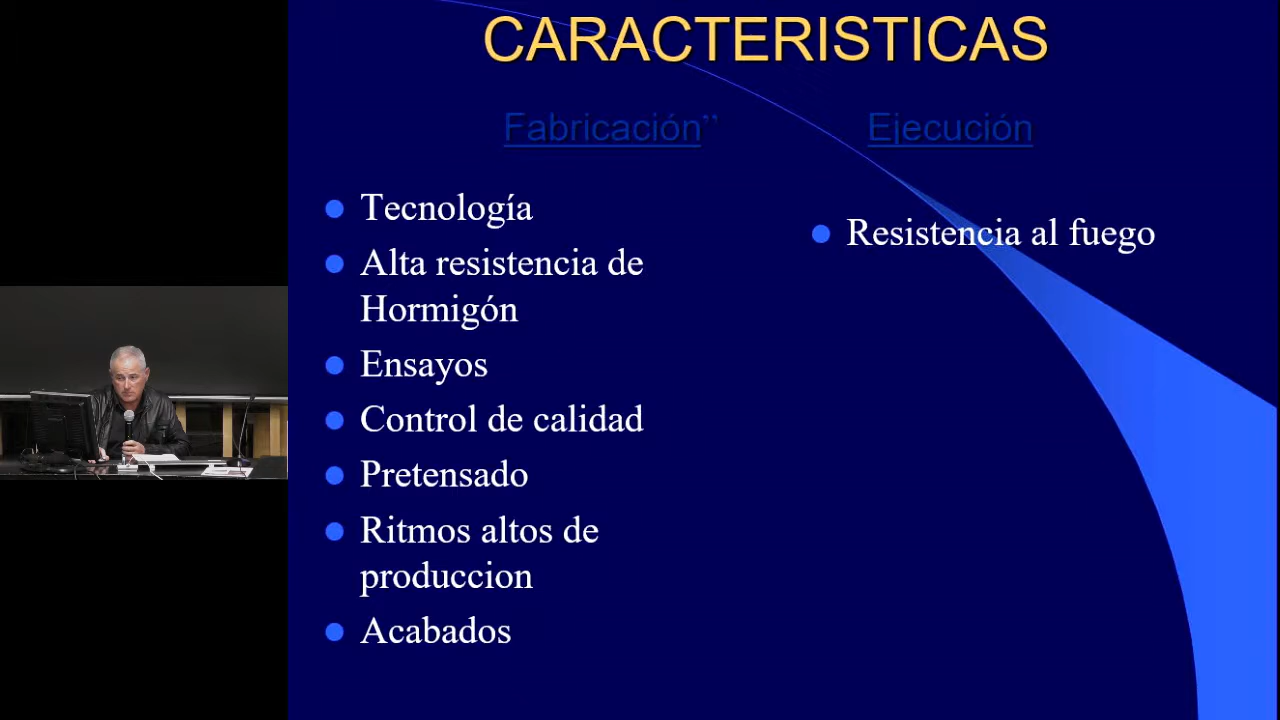 CARACTERISTICAS
Fabricación”
Ejecución
Tecnología
Alta resistencia de
Hormigón
Ensayos
Control de calidad
Pretensado
Ritmos altos de
produccion
Acabados
Resistencia al fuego